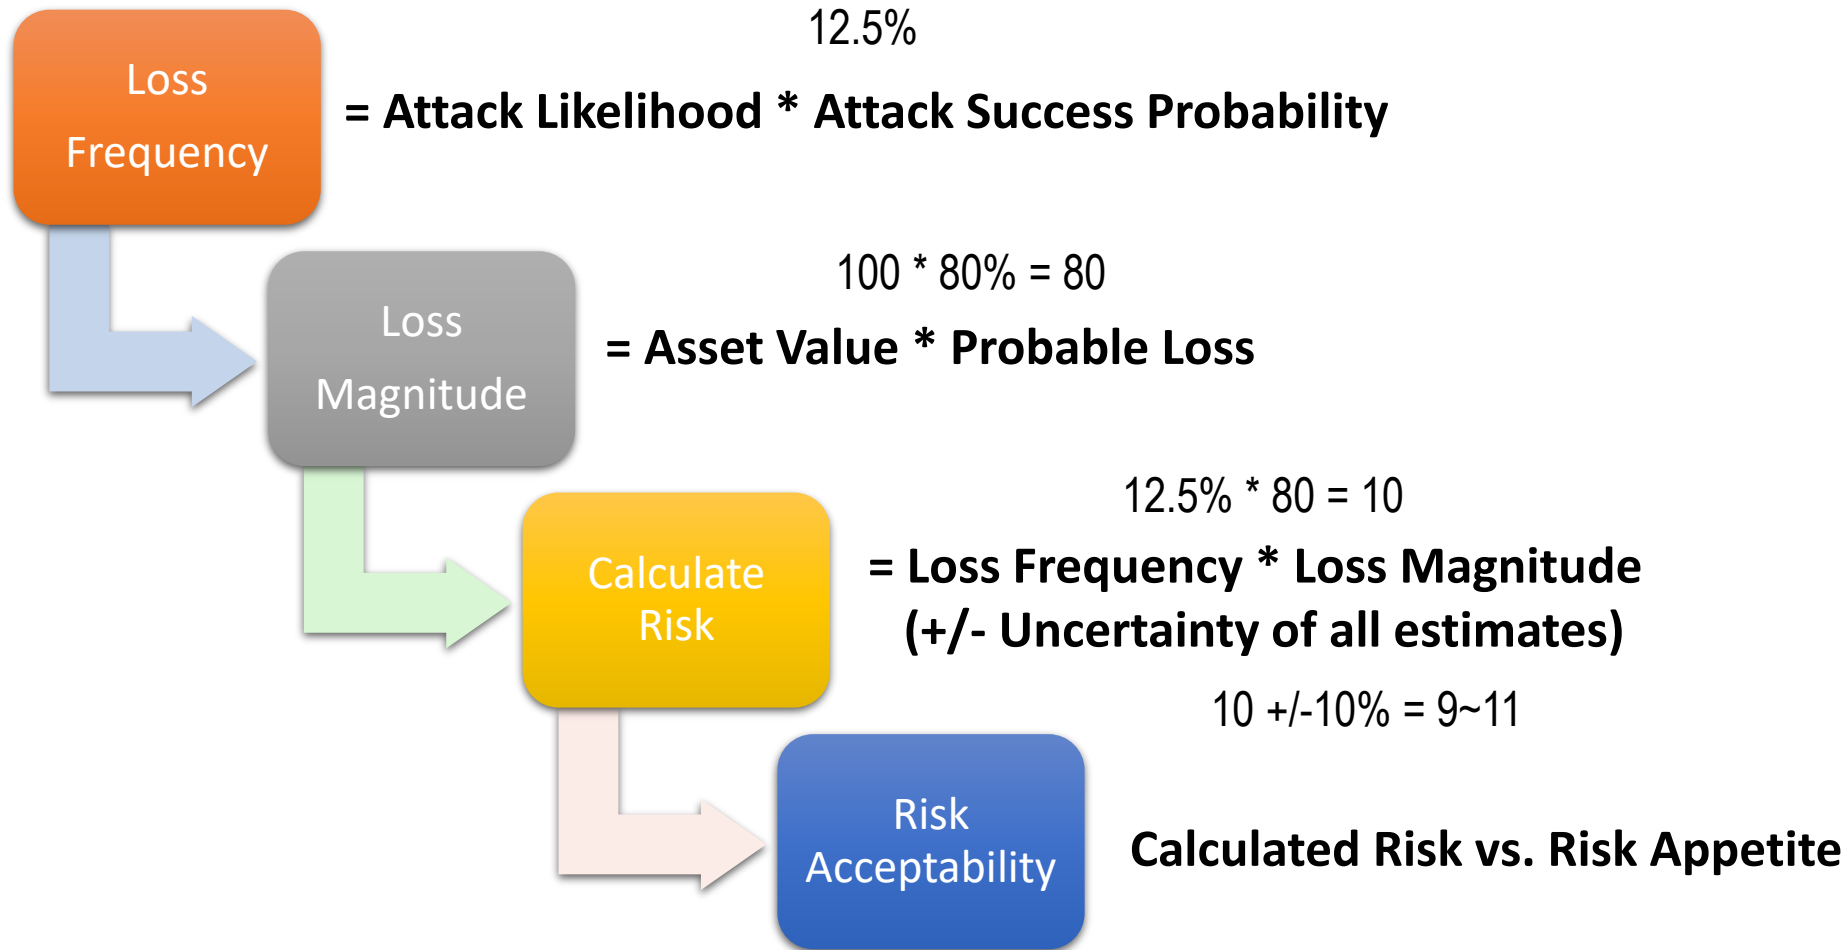 12.5%
Loss
Frequency
= Attack Likelihood * Attack Success Probability
100 * 80% = 80
Loss
Magnitude
= Asset Value * Probable Loss
12.5% * 80 = 10
Calculate
Risk
= Loss Frequency * Loss Magnitude
(+/- Uncertainty of all estimates)
10 +/-10% = 9~11
Risk
Acceptability
Calculated Risk vs. Risk Appetite